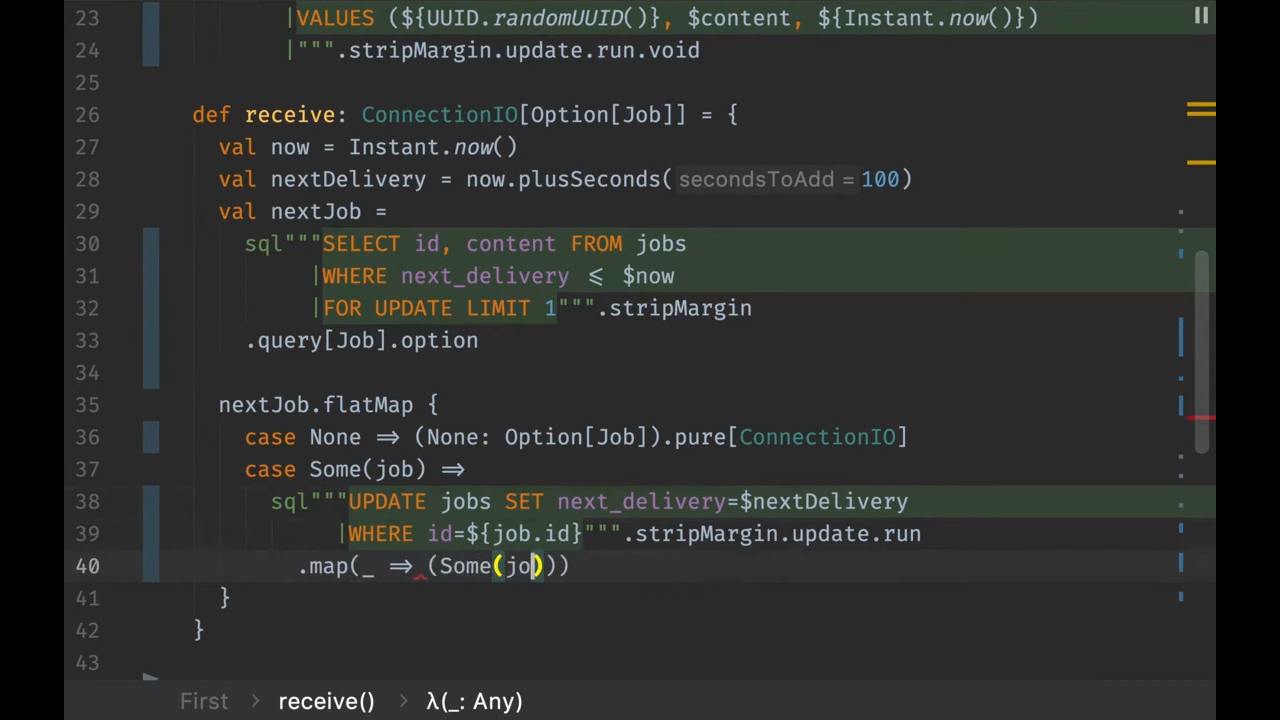 23 |VALUES (${UUID.randomUUID()}, $content, ${Instant.now()})
24 |""".stripMargin.update.run.void
25
26 def receive: ConnectionIO[Option[Job]] = {
27 val now = Instant.now()
28 val nextDelivery = now.plusSeconds( secondsToAdd = 100)
29 val nextJob =
30 sql"""SELECT id, content FROM jobs
31 |WHERE next_delivery ≤ $now
32 |FOR UPDATE LIMIT 1""".stripMargin
33 .query[Job].option
34
35 nextJob.flatMap {
36 case None ⇒ (None: Option[Job]).pure[ConnectionIO]
37 case Some(job) ⇒
38 sql"""UPDATE jobs SET next_delivery=$nextDelivery
39 |WHERE id=${job.id}""".stripMargin.update.run
40 .map(_ ⇒ (Some(jo)))
41 }
42 }
43
First > receive() > λ(_: Any)